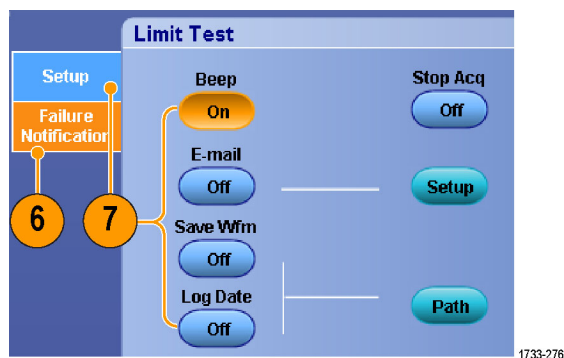 Limit Test
Setup
Failure
Notification
6
7
Beep
On
Stop Acq
Off
E-mail
Off
Setup
Save Wfm
Off
Log Date
Off
Path
1733-276